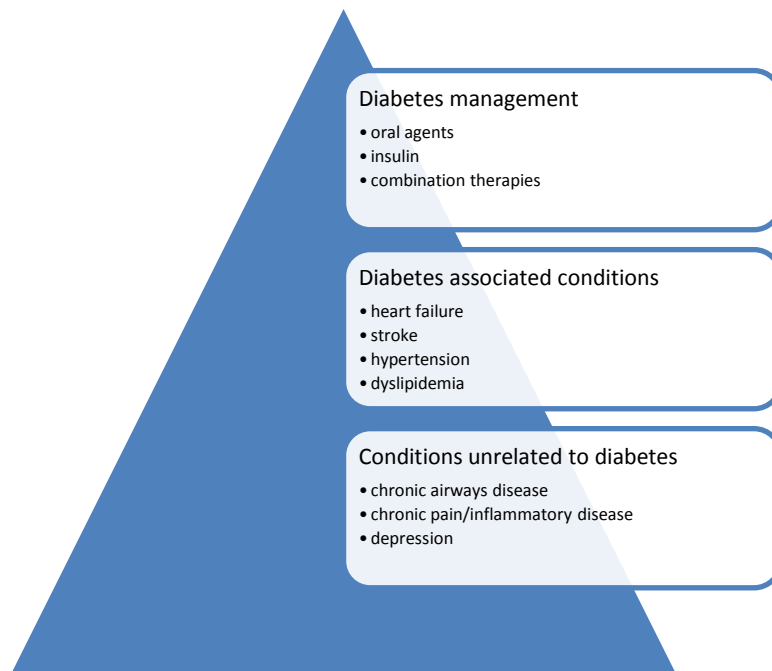 Diabetes management
• oral agents
• insulin
• combination therapies
Diabetes associated conditions
• heart failure
• stroke
• hypertension
• dyslipidemia
Conditions unrelated to diabetes
• chronic airways disease
• chronic pain/inflammatory disease
• depression